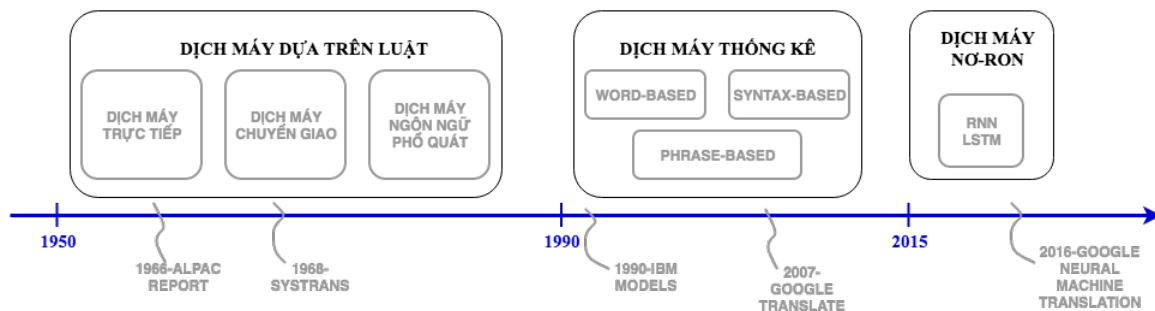 DỊCH MÁY DỰA TRÊN LUẬT
DỊCH MÁY
TRỰC TIẾP
DỊCH MÁY
CHUYỂN GIAO
DỊCH MÁY
NGÔN NGỮ
PHỔ QUÁT
DỊCH MÁY THỐNG KÊ
WORD-BASED
SYNTAX-BASED
PHRASE-BASED
DỊCH MÁY
NƠ-RON
RNN
LSTM
1950
1990
2015
1966-ALPAC
REPORT
1968-
SYSTRANS
1990-IBM
MODELS
2007-
GOOGLE
TRANSLATE
2016-GOOGLE
NEURAL
MACHINE
TRANSLATION